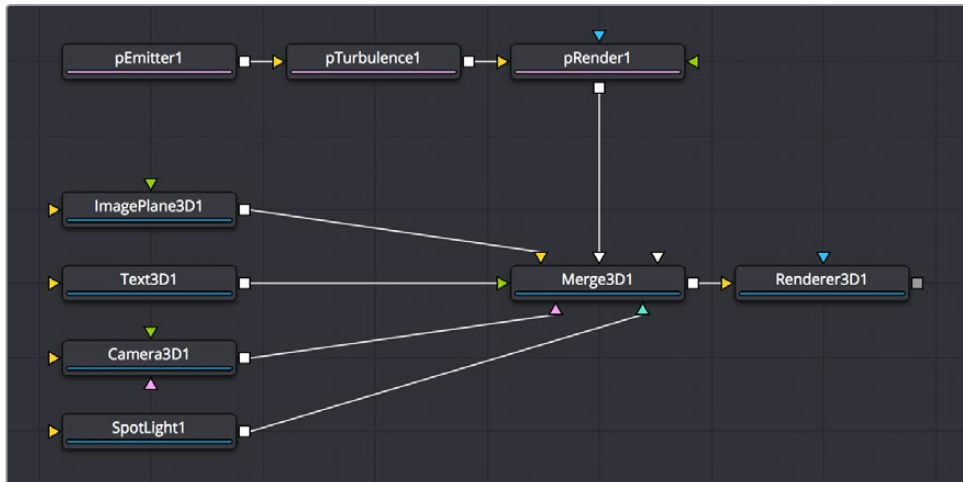 pEmitter1
pTurbulence1
pRender1
ImagePlane3D1
Text3D1
Merge3D1
Renderer3D1
Camera3D1
SpotLight1